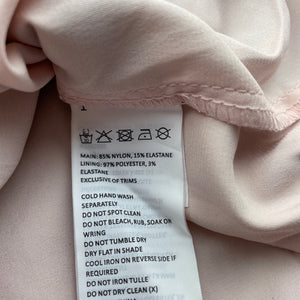 MAIN: 85% NYLON, 15% ELASTANE
LINING: 97% POLYESTER, 3%
ELASTANE
EXCLUSIVE OF TRIMS
COLD HAND WASH
SEPARATELY
DO NOT SPOT CLEAN
DO NOT BLEACH, RUB, SOAK OR
WRING
DO NOT TUMBLE DRY
DRY FLAT IN SHADE
COOL IRON ON REVERSE SIDE IF
REQUIRED
DO NOT IRON TULLE
DO NOT DRY CLEAN (X)